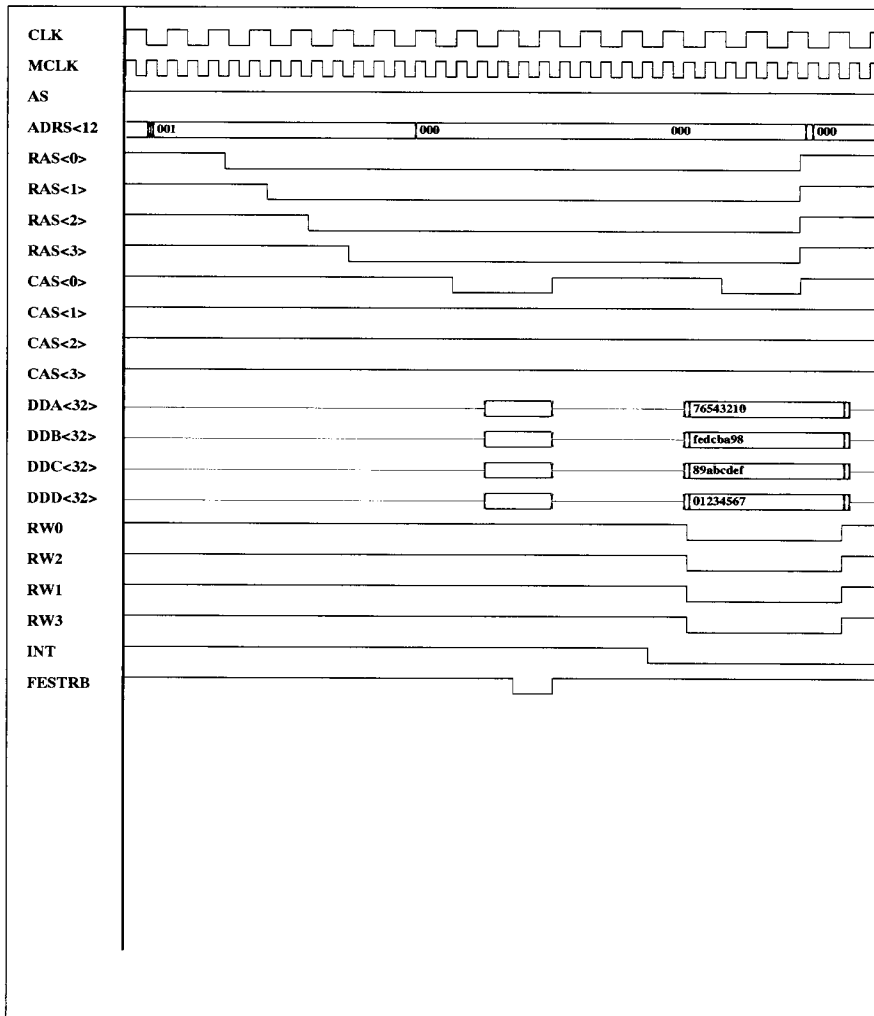 CLK
MCLK
AS
ADRS<12 001 000 000 000
RAS<0>
RAS<1>
RAS<2>
RAS<3>
CAS<0>
CAS<1>
CAS<2>
CAS<3>
DDA<32> 76543210
DDB<32> fedcba98
DDC<32> 89abcdef
DDD<32> 01234567
RW0
RW2
RW1
RW3
INT
FESTRB